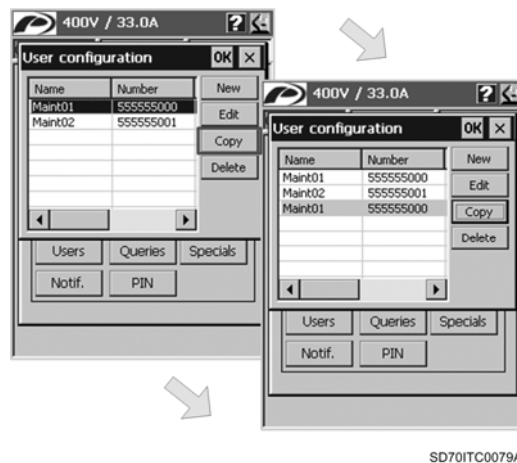 400V / 33.0A ?
User configuration OK ×
Name Number New
Maint01 555555000 Edit
Maint02 555555001 Copy
Delete
Users Queries Specials
Notif. PIN
400V / 33.0A ?
User configuration OK ×
Name Number New
Maint01 555555000 Edit
Maint02 555555001
Maint01 555555000 Copy
Delete
Users Queries Specials
Notif. PIN
SD70ITC0079A